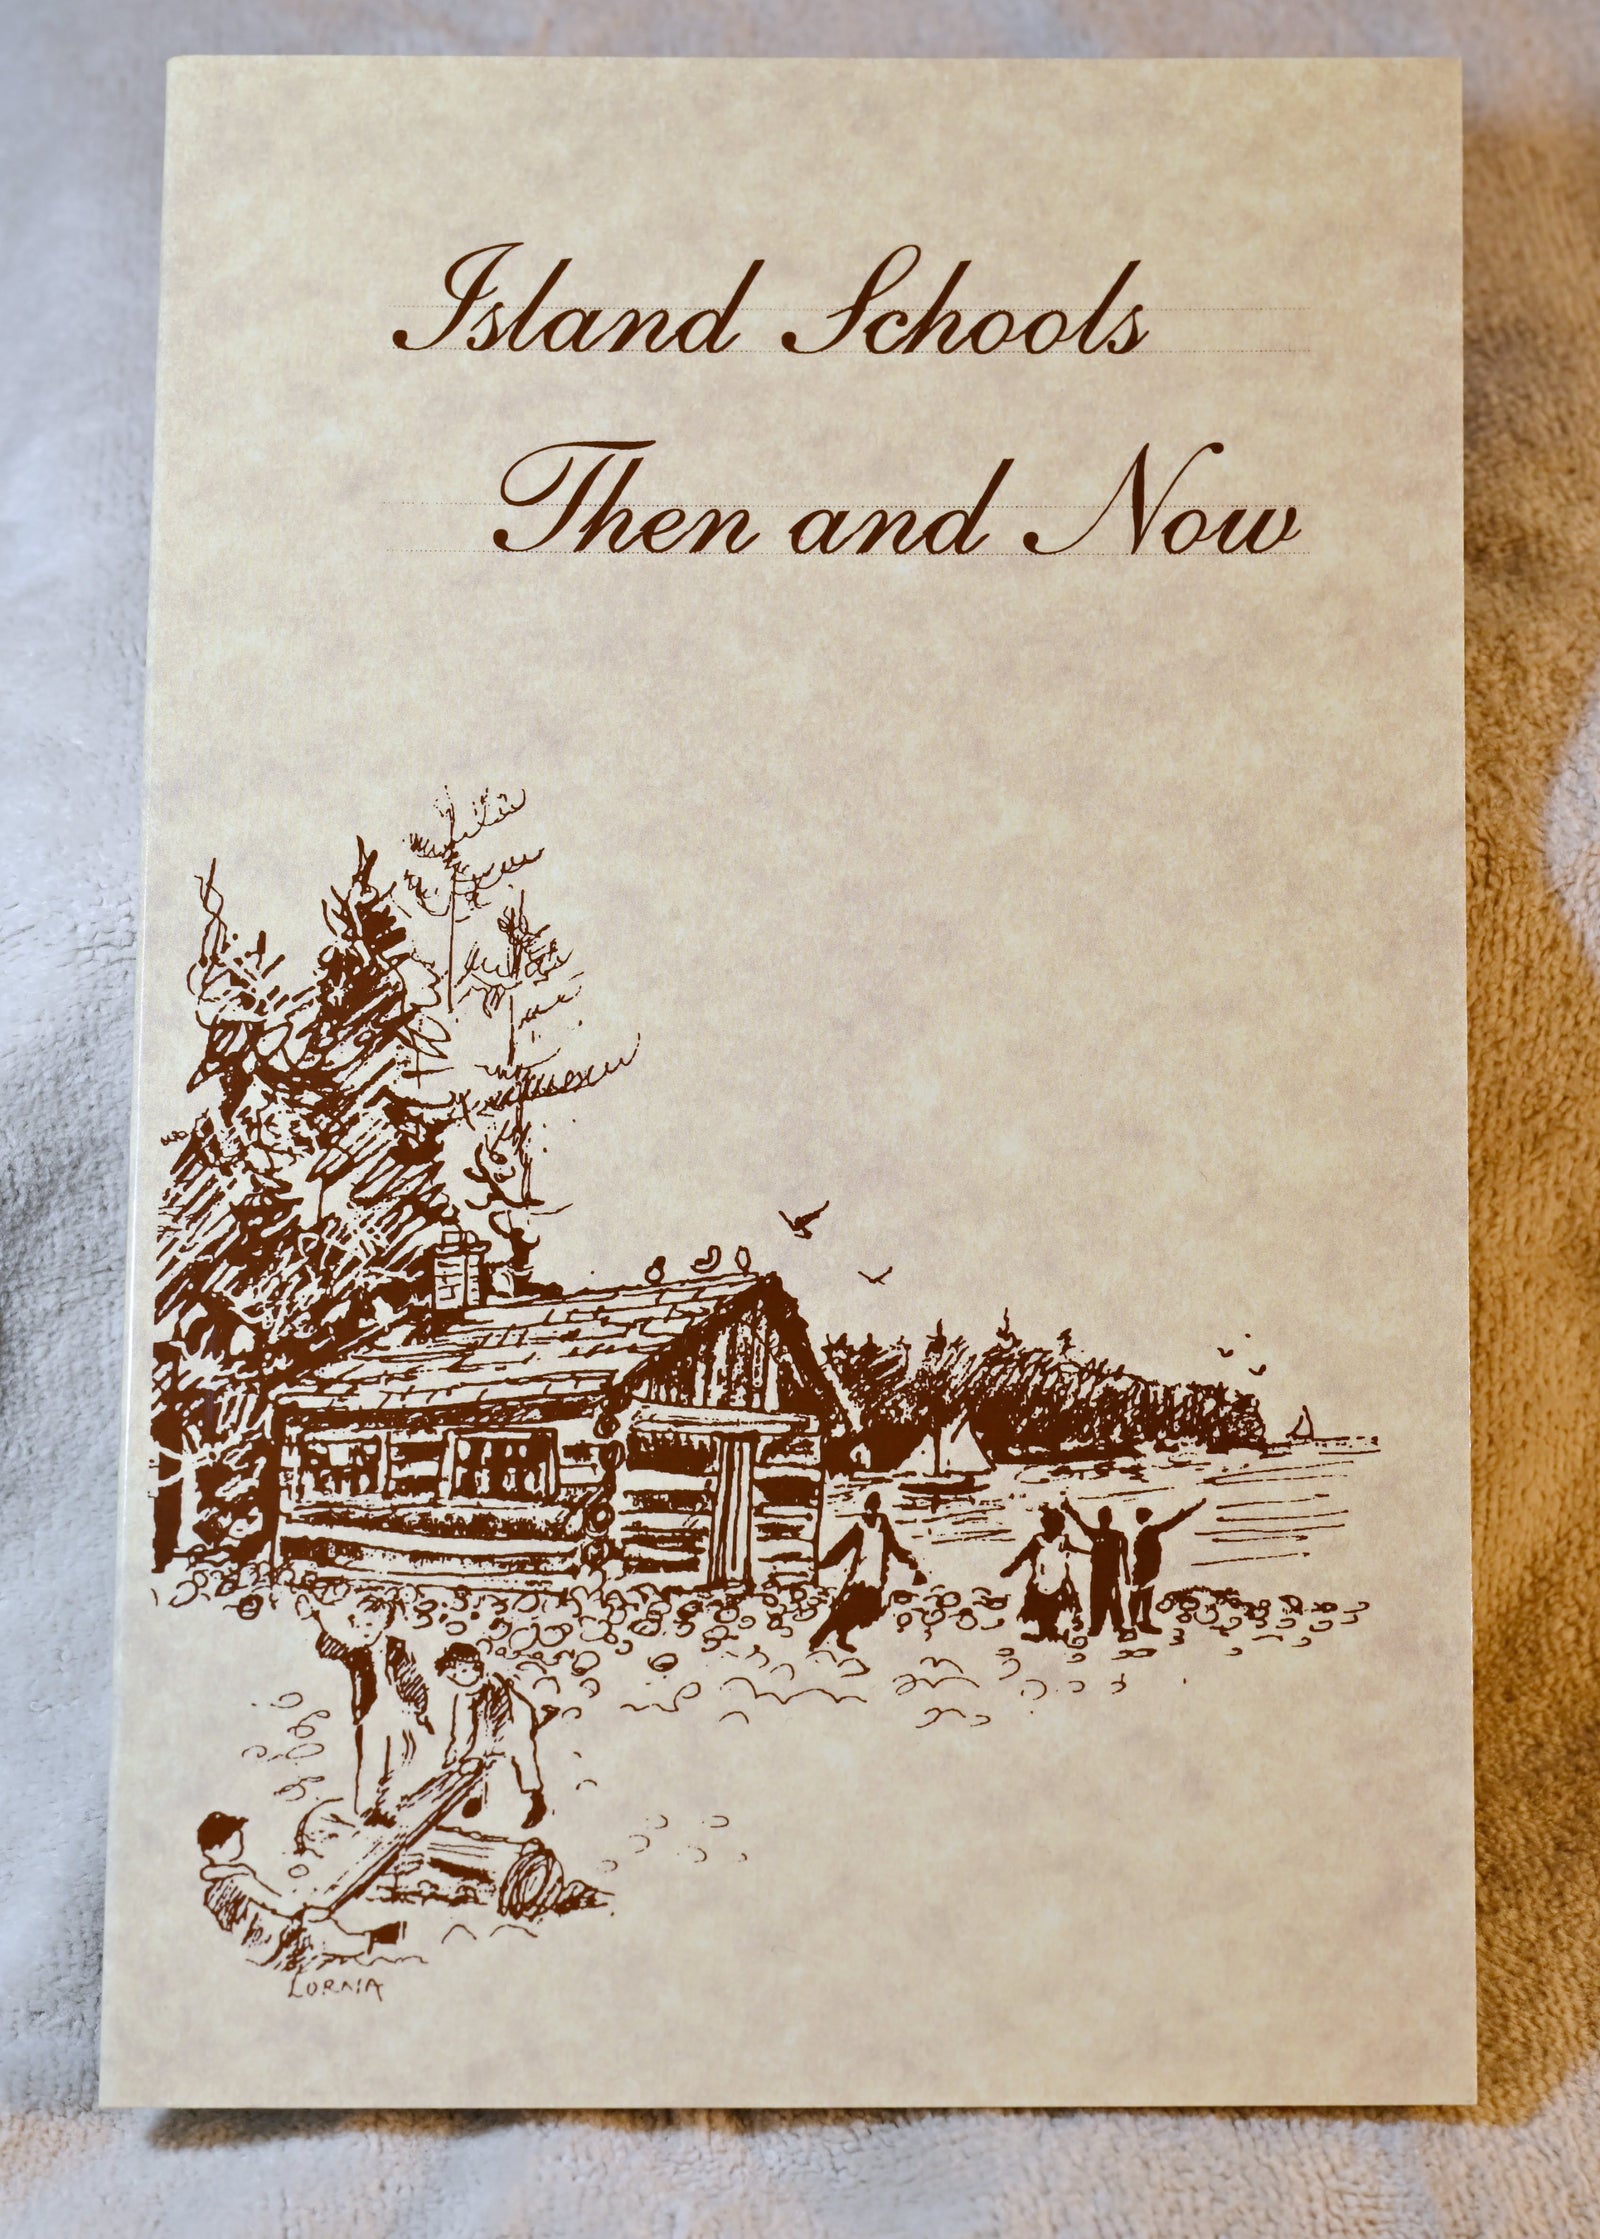 Island Schools
Then and Now
LORNA